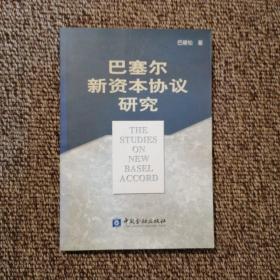 巴曙松 著
巴塞尔
新资本协议
研究
THE
STUDIES
ON
NEW
BASEL
ACCORD
中国金融出版社